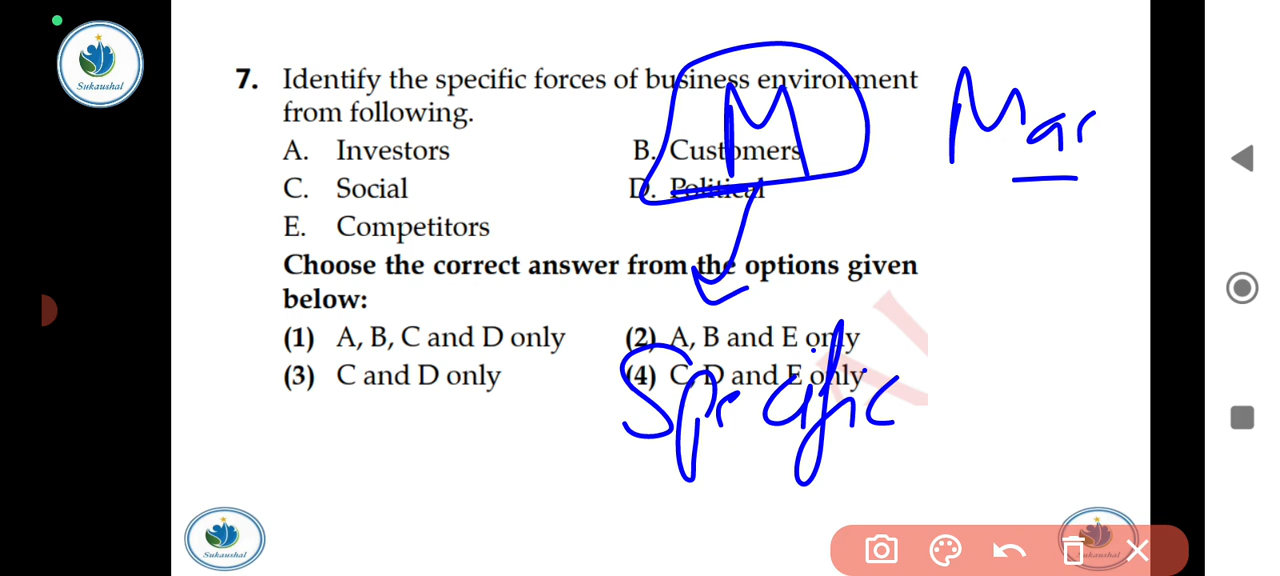 Sukaushal
7. Identify the specific forces of business environment
from following.
A. Investors B. Customers
C. Social D. Political
E. Competitors
Choose the correct answer from the options given
below:
(1) A, B, C and D only (2) A, B and E only
(3) C and D only (4) C, D and E only
M
Mar
Specific
Sukaushal
Sukaushal